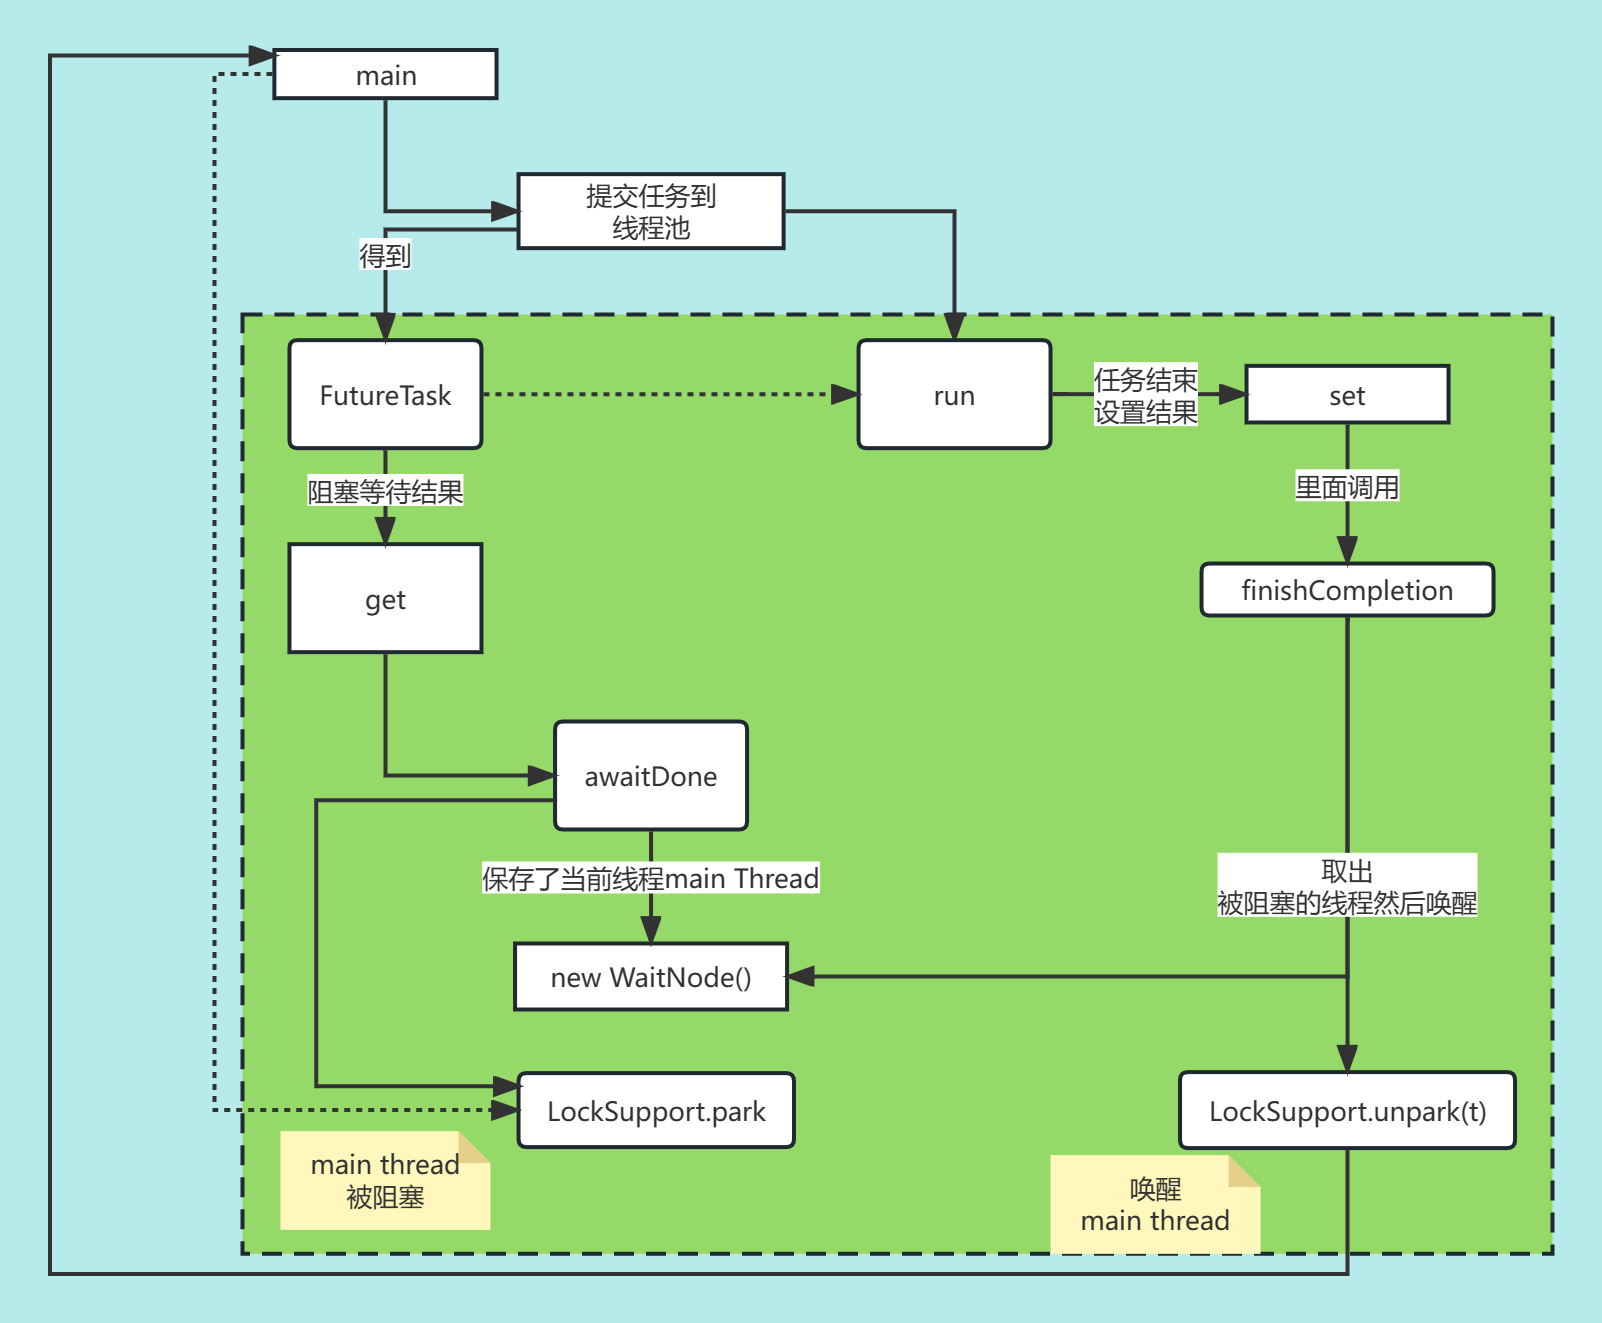 main
提交任务到
线程池
得到
FutureTask
run
任务结束
设置结果
set
阻塞等待结果
里面调用
get
finishCompletion
awaitDone
保存了当前线程main Thread
取出
被阻塞的线程然后唤醒
new WaitNode()
LockSupport.park
LockSupport.unpark(t)
main thread
被阻塞
唤醒
main thread